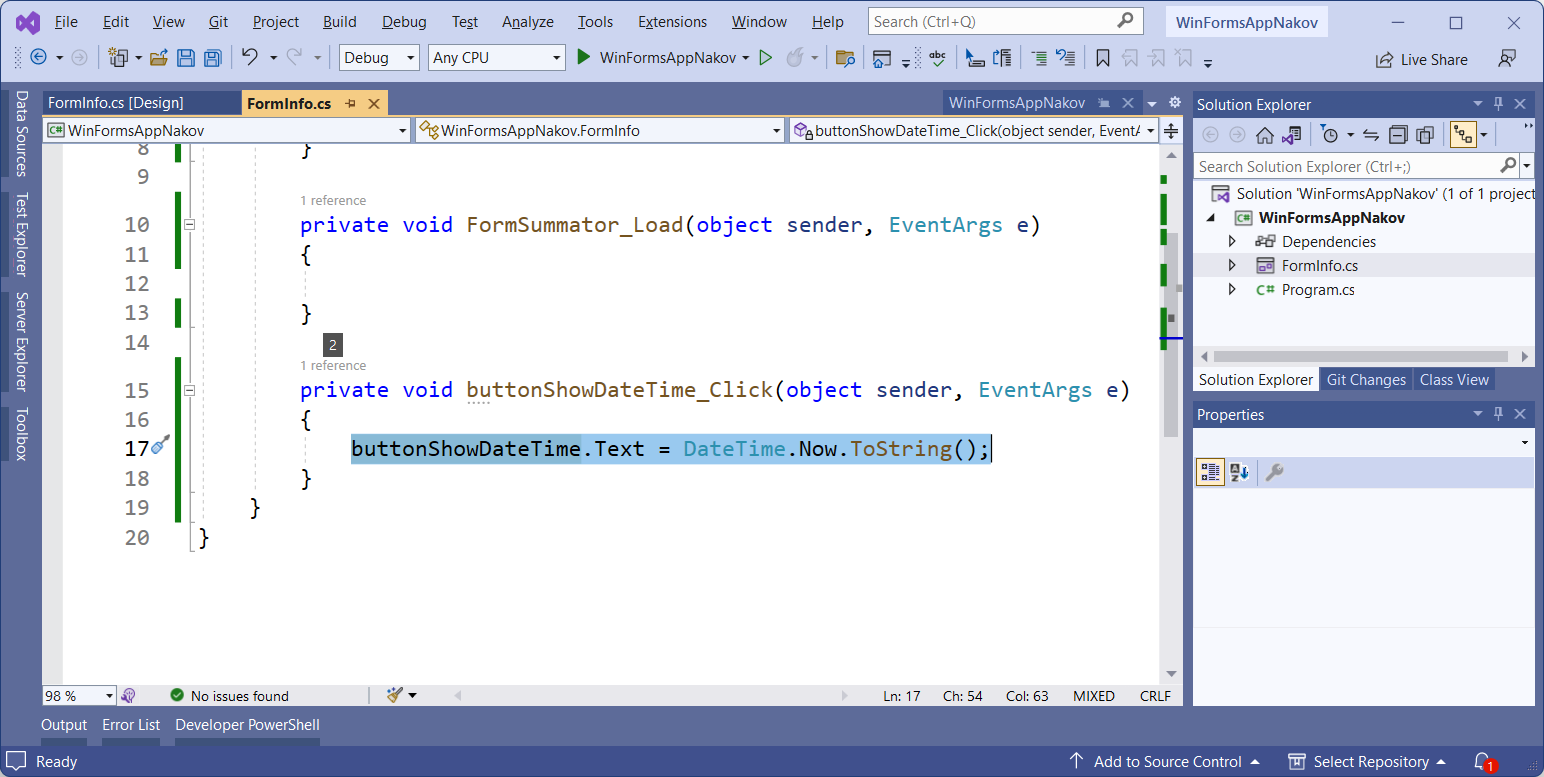 File Edit View Git Project Build Debug Test Analyze Tools Extensions Window Help Search (Ctrl+Q) WinFormsAppNakov
Debug Any CPU WinFormsAppNakov abc Live Share
Data Sources
Test Explorer
Server Explorer
Toolbox
FormInfo.cs [Design] FormInfo.cs WinFormsAppNakov
C# WinFormsAppNakov WinFormsAppNakov.FormInfo buttonShowDateTime_Click(object sender, EventA
8 }
9
1 reference
10 private void FormSummator_Load(object sender, EventArgs e)
11 {
12
13 }
14
2
1 reference
15 private void buttonShowDateTime_Click(object sender, EventArgs e)
16 {
17 buttonShowDateTime.Text = DateTime.Now.ToString();
18 }
19 }
20 }
98 % No issues found Ln: 17 Ch: 54 Col: 63 MIXED CRLF
Solution Explorer
Search Solution Explorer (Ctrl+;)
Solution 'WinFormsAppNakov' (1 of 1 project
C# WinFormsAppNakov
Dependencies
FormInfo.cs
C# Program.cs
Solution Explorer Git Changes Class View
Properties
A Z
Output Error List Developer PowerShell
Ready Add to Source Control Select Repository 1